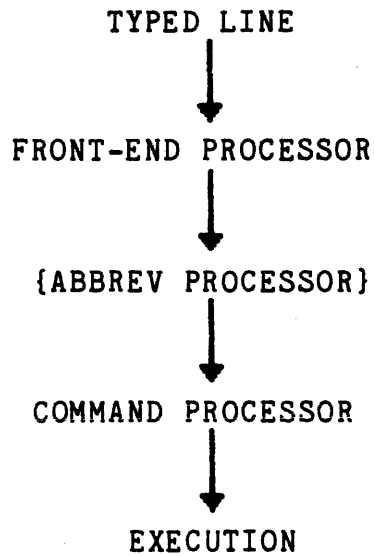 TYPED LINE
FRONT-END PROCESSOR
{ABBREV PROCESSOR}
COMMAND PROCESSOR
EXECUTION